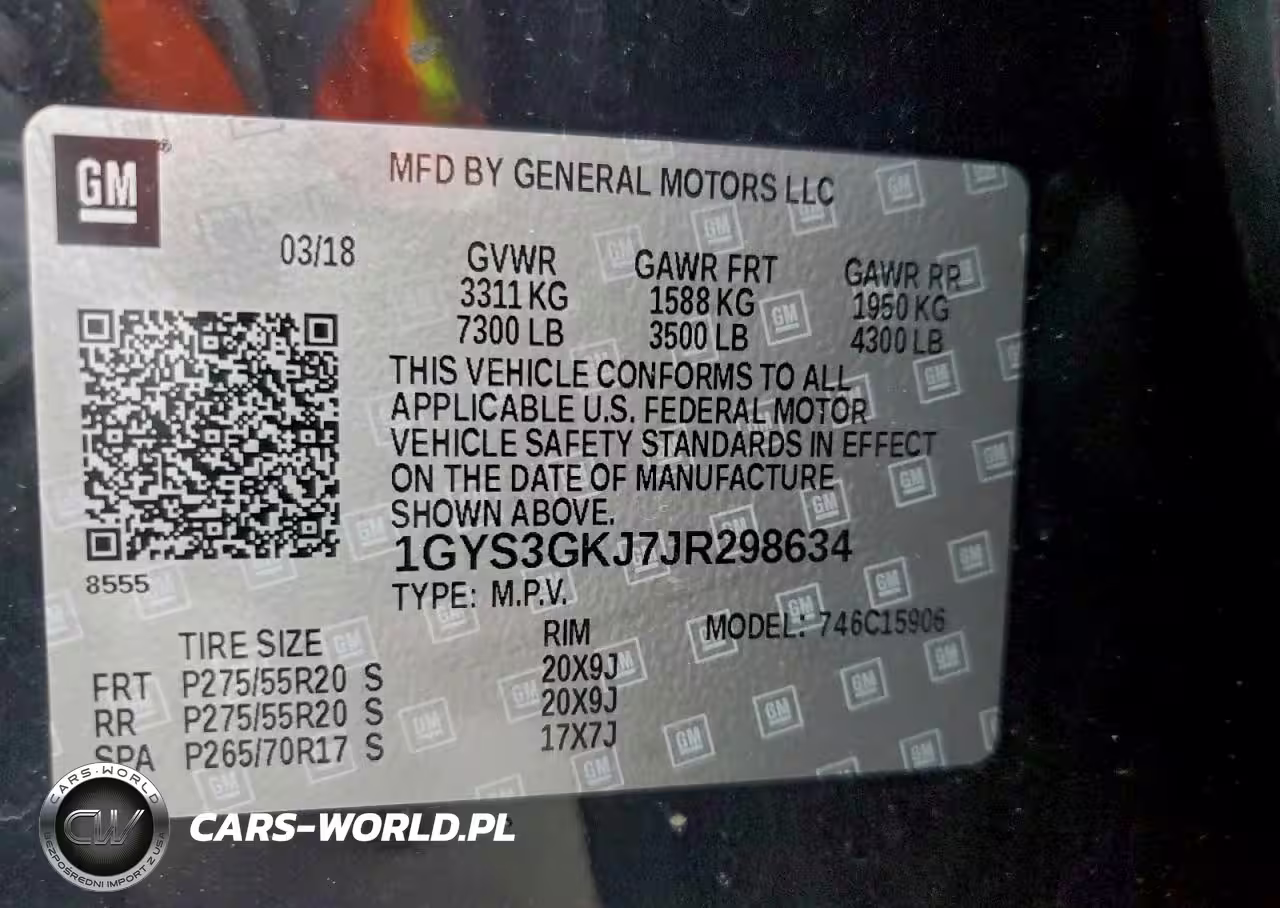 GM
MFD BY GENERAL MOTORS LLC
03/18
GVWR GAWR FRT GAWR RR
3311 KG 1588 KG 1950 KG
7300 LB 3500 LB 4300 LB
THIS VEHICLE CONFORMS TO ALL
APPLICABLE U.S. FEDERAL MOTOR
VEHICLE SAFETY STANDARDS IN EFFECT
ON THE DATE OF MANUFACTURE
SHOWN ABOVE.
1GYS3GKJ7JR298634
8555
TYPE: M.P.V.
MODEL: 746C15906
TIRE SIZE RIM
FRT P275/55R20 S 20X9J
RR P275/55R20 S 20X9J
SPA P265/70R17 S 17X7J
CARS-WORLD
CW
BEZPOŚREDNI IMPORT Z USA
CARS-WORLD.PL